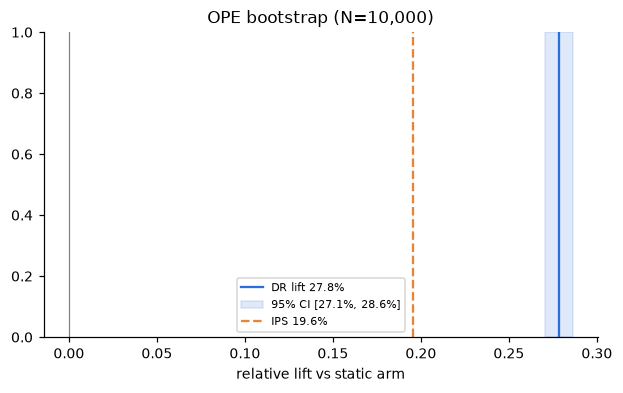 OPE bootstrap (N=10,000)
1.0
0.8
0.6
0.4
0.2
0.0
DR lift 27.8%
95% CI [27.1%, 28.6%]
IPS 19.6%
0.00 0.05 0.10 0.15 0.20 0.25 0.30
relative lift vs static arm